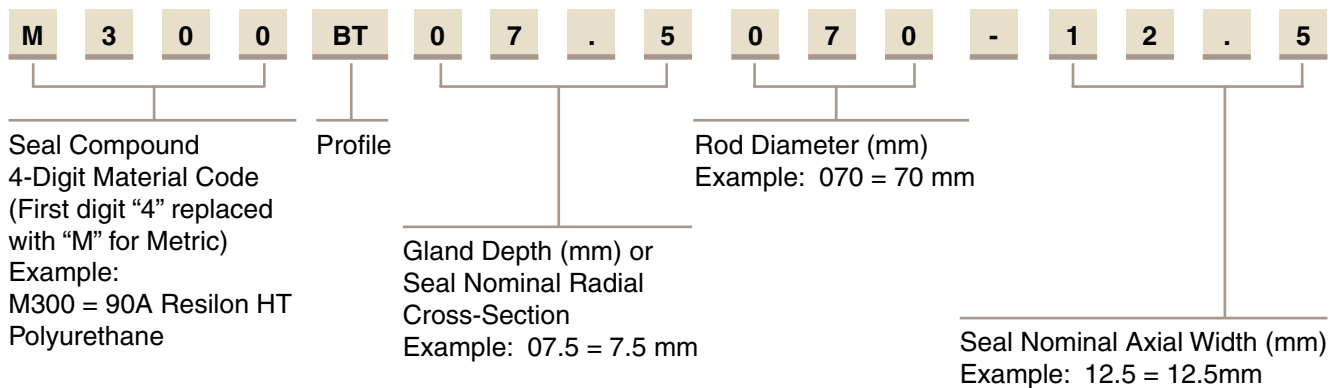 M 3 0 0 BT 0 7 . 5 0 7 0 - 1 2 . 5
Seal Compound
4-Digit Material Code
(First digit “4” replaced
with “M” for Metric)
Example:
M300 = 90A Resilon HT
Polyurethane
Profile
Gland Depth (mm) or
Seal Nominal Radial
Cross-Section
Example: 07.5 = 7.5 mm
Rod Diameter (mm)
Example: 070 = 70 mm
Seal Nominal Axial Width (mm)
Example: 12.5 = 12.5mm